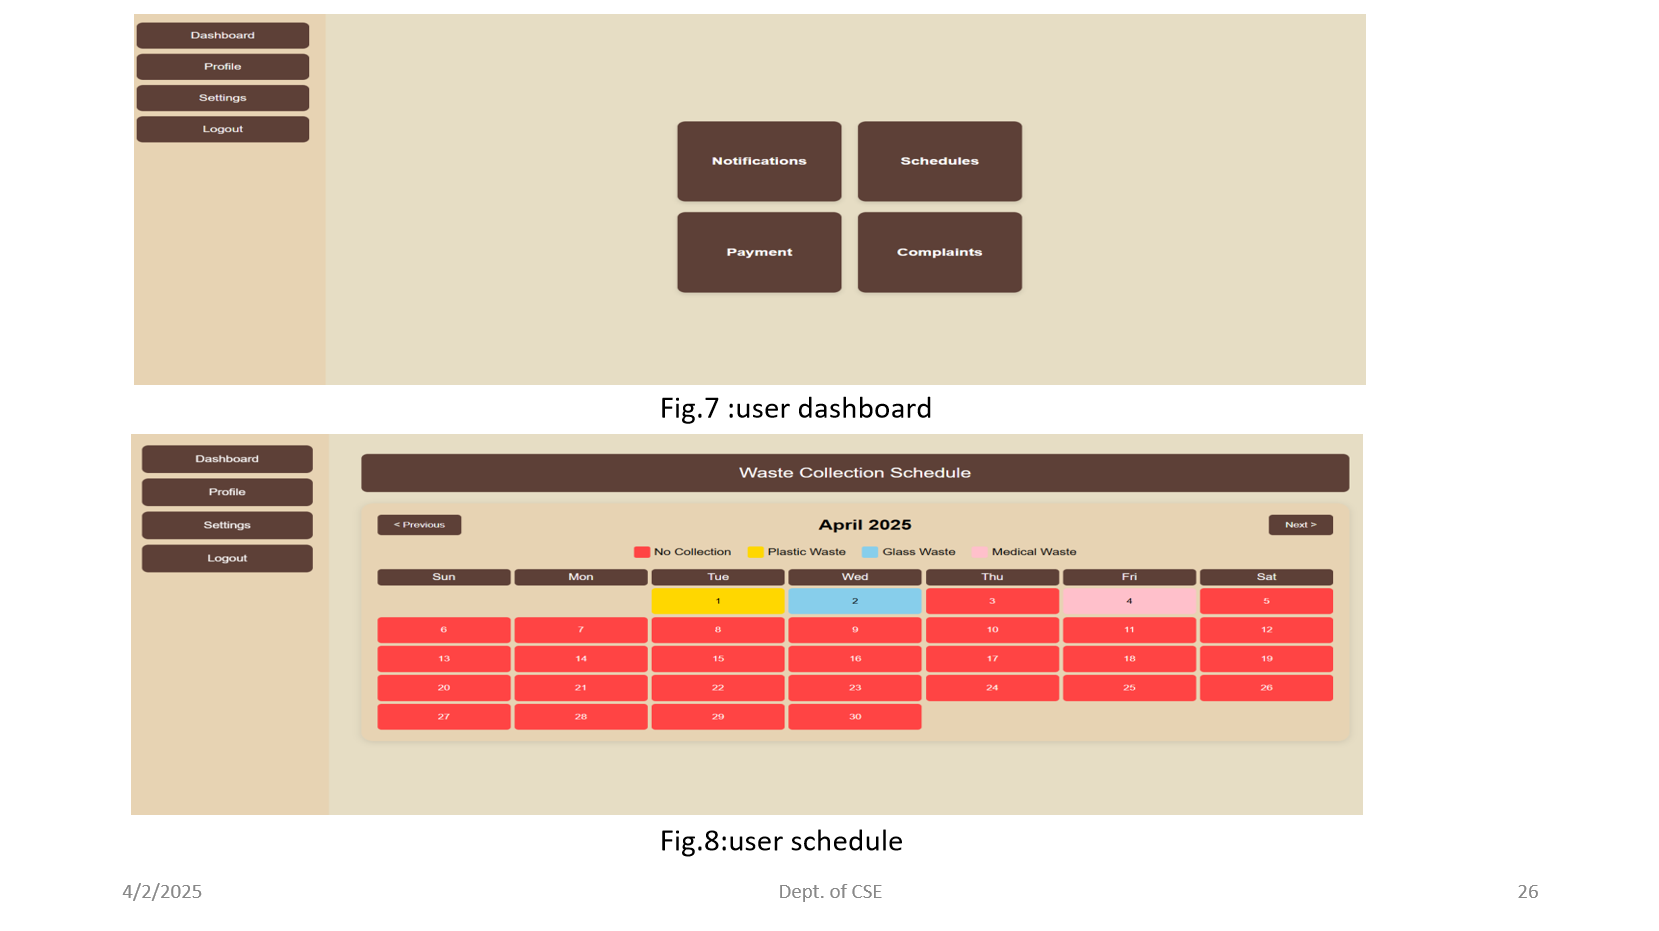 Dashboard
Profile
Settings
Logout
Notifications Schedules
Payment Complaints
Fig.7 :user dashboard
Dashboard
Profile
Settings
Logout
Waste Collection Schedule
< Previous April 2025 Next >
No Collection Plastic Waste Glass Waste Medical Waste
Sun Mon Tue Wed Thu Fri Sat
1 2 3 4 5
6 7 8 9 10 11 12
13 14 15 16 17 18 19
20 21 22 23 24 25 26
27 28 29 30
Fig.8:user schedule
4/2/2025 Dept. of CSE 26